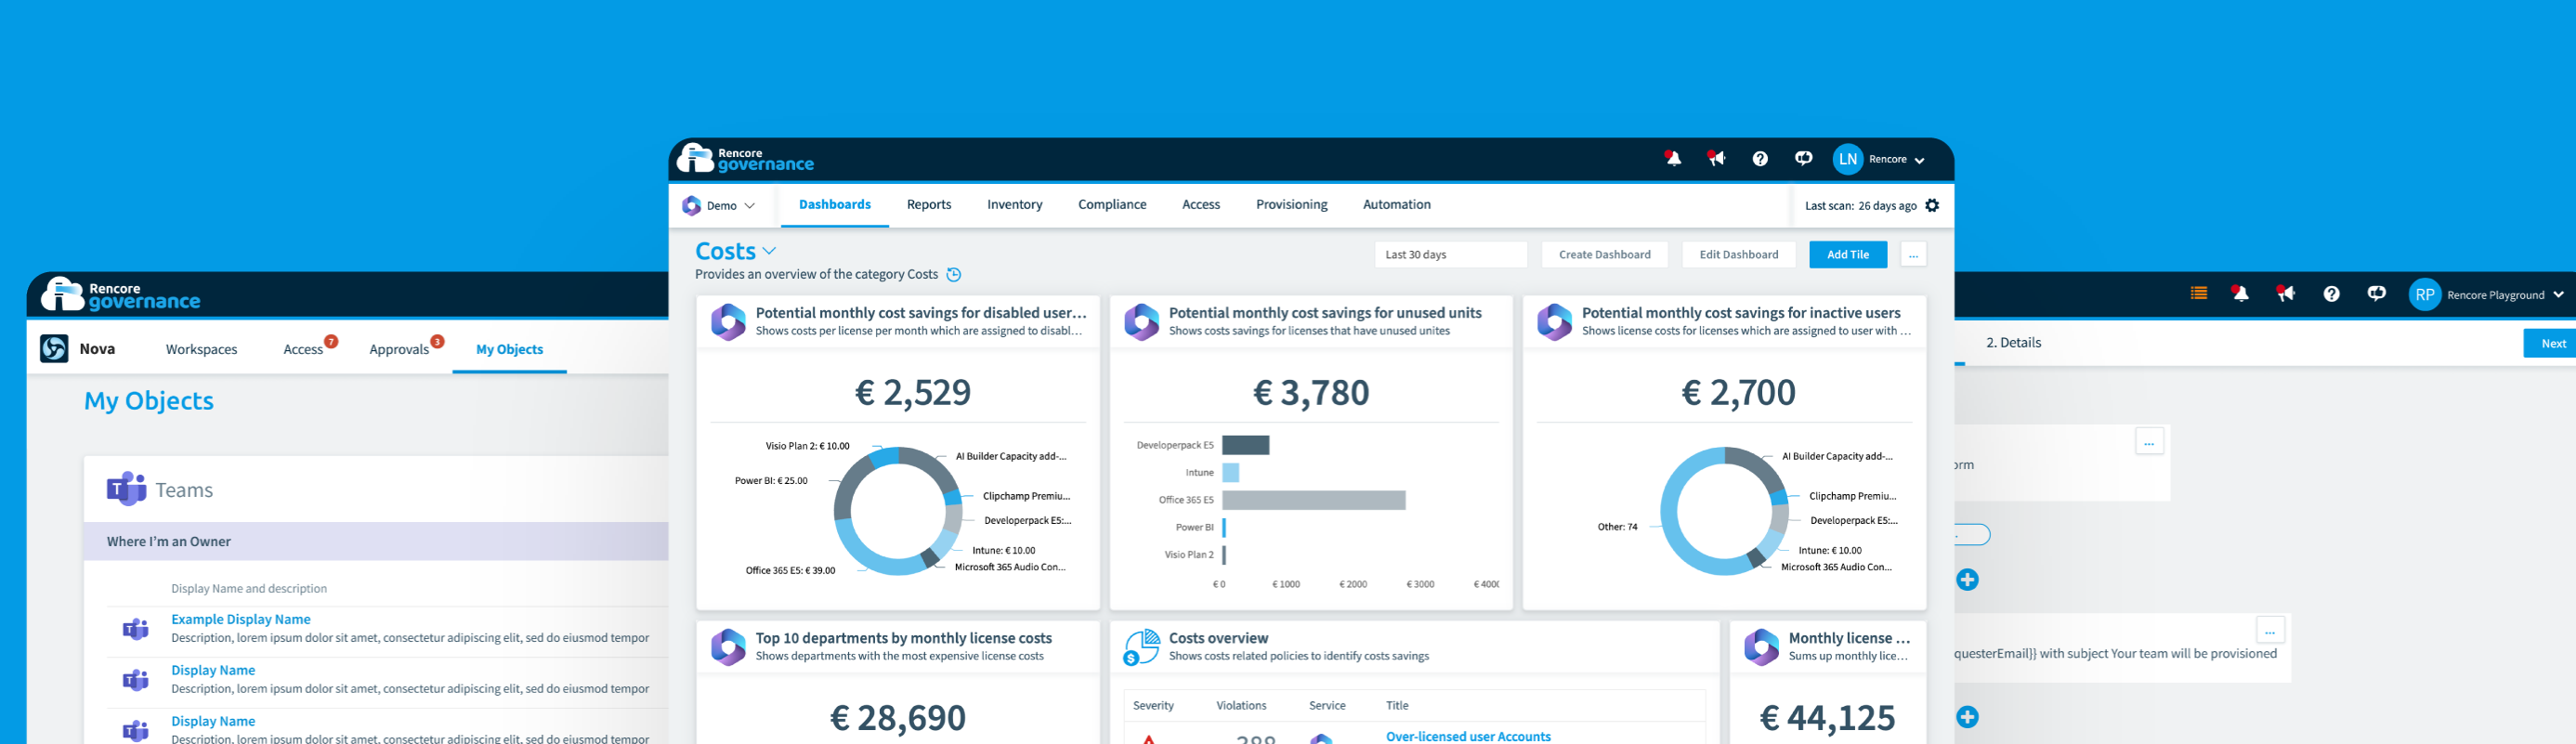 Rencore
governance
Nova
Workspaces
Access 7
Approvals 3
My Objects
My Objects
Teams
Where I'm an Owner
Display Name and description
Example Display Name
Description, lorem ipsum dolor sit amet, consectetur adipiscing elit, sed do eiusmod tempor
Display Name
Description, lorem ipsum dolor sit amet, consectetur adipiscing elit, sed do eiusmod tempor
Display Name
Description, lorem ipsum dolor sit amet, consectetur adipiscing elit, sed do eiusmod tempor
Rencore
governance
LN Rencore
Demo
Dashboards
Reports
Inventory
Compliance
Access
Provisioning
Automation
Last scan: 26 days ago
Costs
Provides an overview of the category Costs
Last 30 days
Create Dashboard
Edit Dashboard
Add Tile
...
Potential monthly cost savings for disabled user...
Shows costs per license per month which are assigned to disabl...
€ 2,529
Visio Plan 2: € 10.00
Power BI: € 25.00
Office 365 E5: € 39.00
AI Builder Capacity add-...
Clipchamp Premiu...
Developerpack E5:...
Intune: € 10.00
Microsoft 365 Audio Con...
Potential monthly cost savings for unused units
Shows costs savings for licenses that have unused unites
€ 3,780
Developerpack E5
Intune
Office 365 E5
Power BI
Visio Plan 2
€ 0 € 1000 € 2000 € 3000 € 400
Potential monthly cost savings for inactive users
Shows license costs for licenses which are assigned to user with ...
€ 2,700
Other: 74
AI Builder Capacity add-...
Clipchamp Premiu...
Developerpack E5:...
Intune: € 10.00
Microsoft 365 Audio Con...
Top 10 departments by monthly license costs
Shows departments with the most expensive license costs
€ 28,690
Costs overview
Shows costs related policies to identify costs savings
Severity Violations Service Title
Over-licensed user Accounts
Monthly license ...
Sums up monthly lice...
€ 44,125
RP Rencore Playground
2. Details
Next
...
orm
...
questerEmail}} with subject Your team will be provisioned